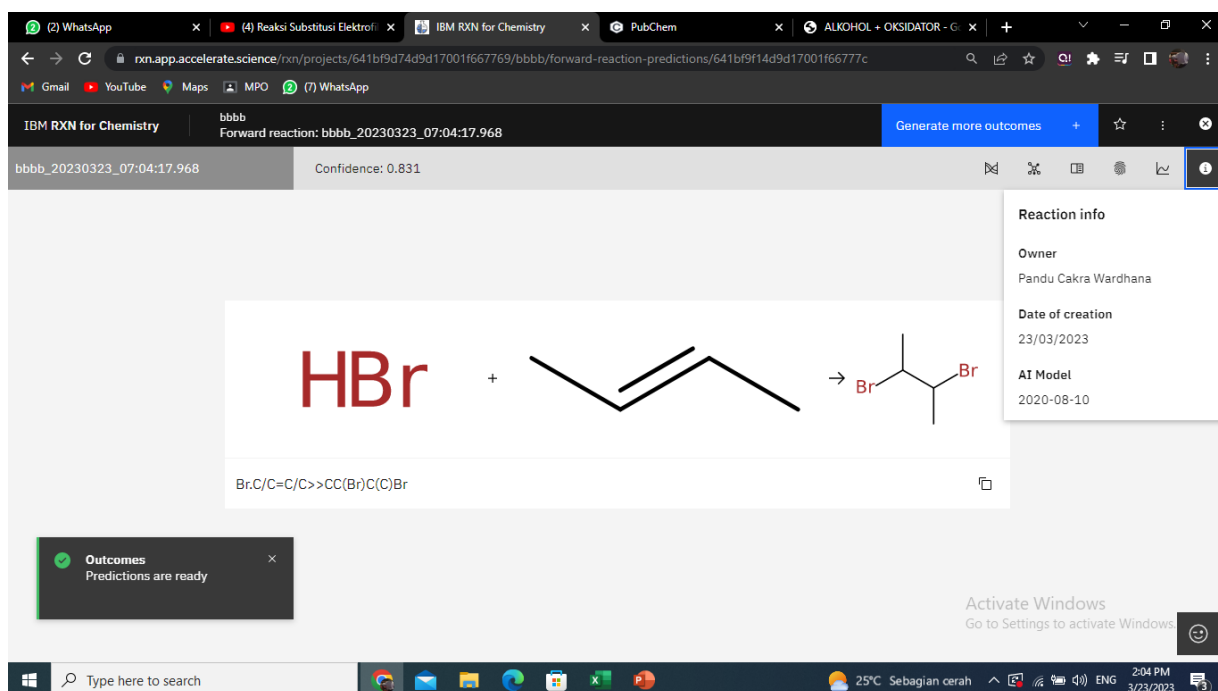 (2) WhatsApp
(4) Reaksi Substitusi Elektrofi
IBM RXN for Chemistry
PubChem
ALKOHOL + OKSIDATOR - G
rxn.app.accelerate.science/rxn/projects/641bf9d74d9d17001f667769/bbbb/forward-reaction-predictions/641bf9f14d9d17001f66777c
Gmail
YouTube
Maps
MPO
(7) WhatsApp
IBM RXN for Chemistry
bbbb
Forward reaction: bbbb_20230323_07:04:17.968
Generate more outcomes +
bbbb_20230323_07:04:17.968
Confidence: 0.831
Reaction info
Owner
Pandu Cakra Wardhana
Date of creation
23/03/2023
AI Model
2020-08-10
HBr + → Br Br
Br.C/C=C/C>>CC(Br)C(C)Br
Outcomes
Predictions are ready
Activate Windows
Go to Settings to activate Windows.
Type here to search
25°C Sebagian cerah
ENG
2:04 PM
3/23/2023
3